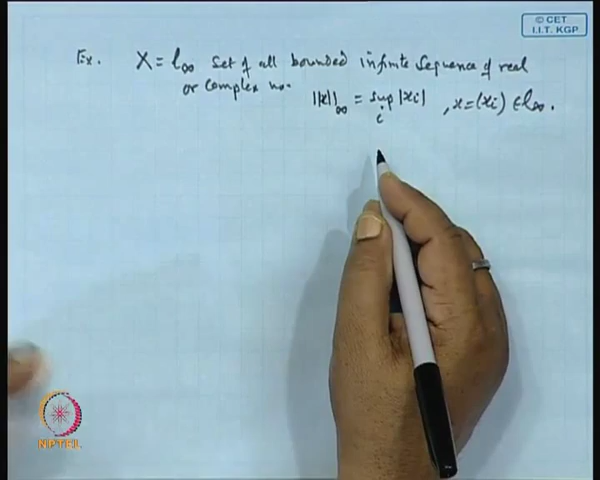 © CET
I.I.T. KGP
Ex. X = l∞ set of all bounded infinite sequence of real
or complex no.
||x||∞ = sup |xi| , x = (xi) ∈ l∞.
i
NPTEL